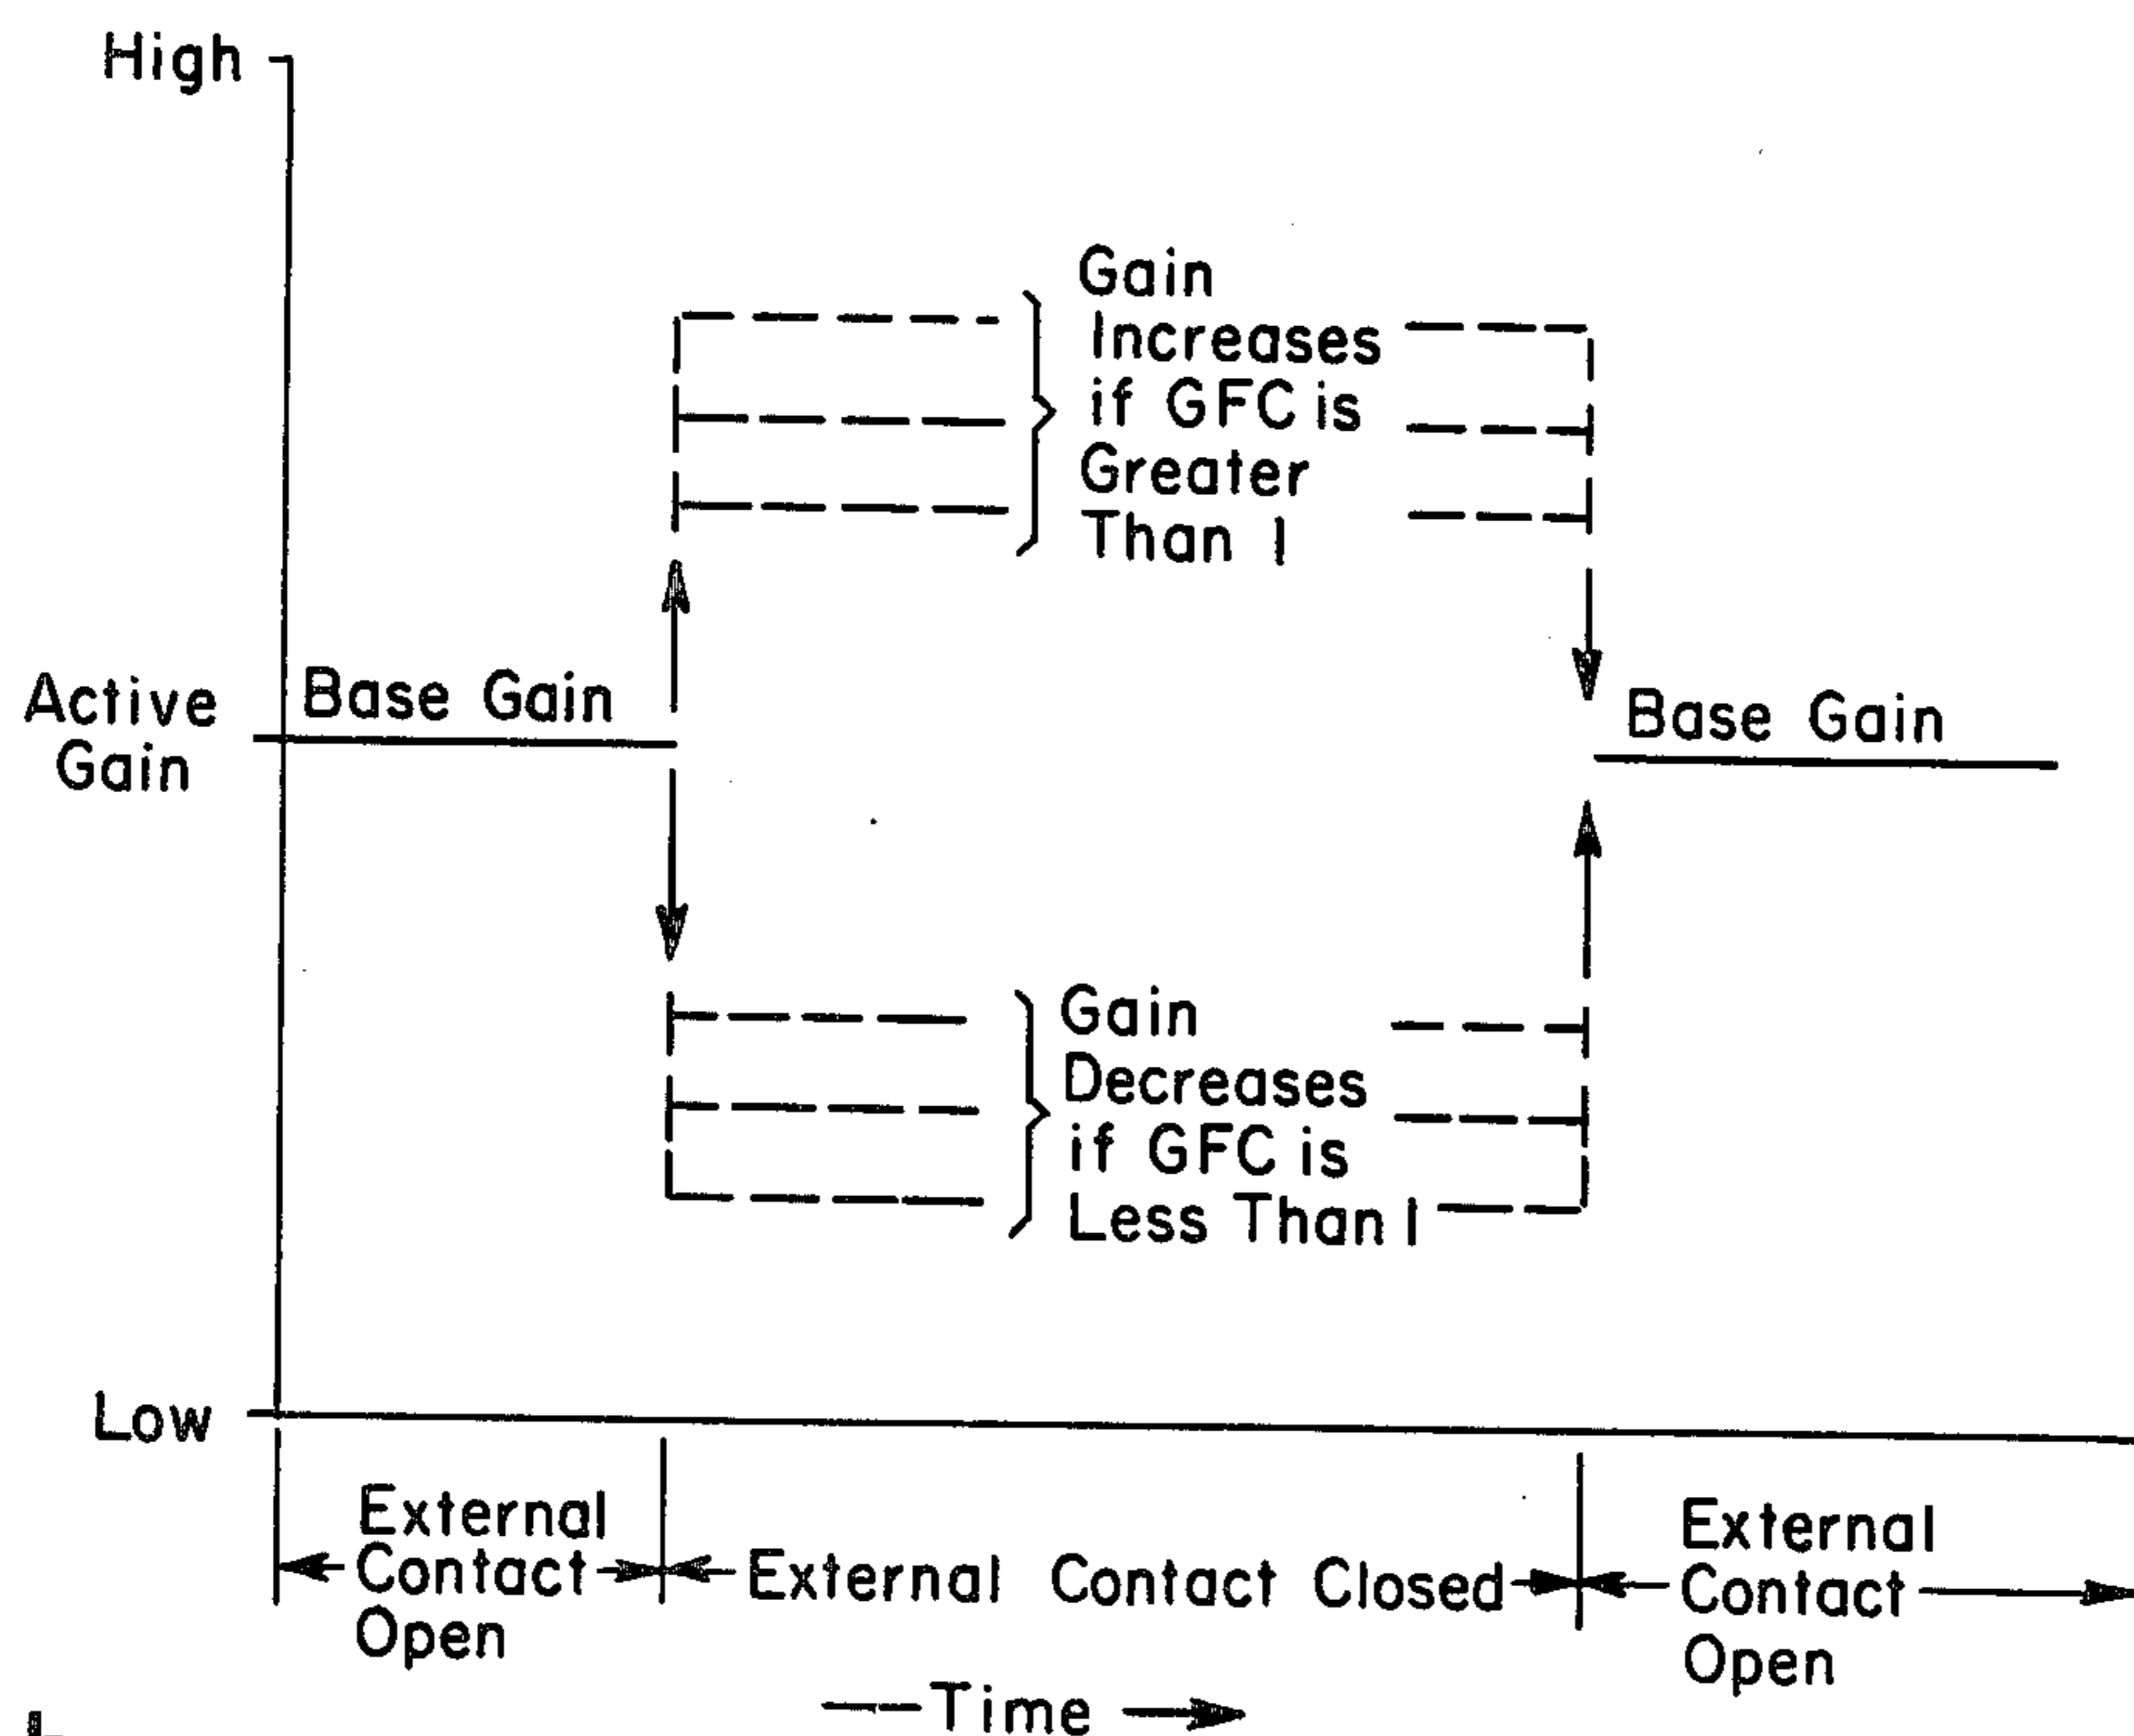 High
Gain
Increases
if GFC is
Greater
Than 1
Active
Gain
Base Gain
Base Gain
Gain
Decreases
if GFC is
Less Than 1
Low
External
Contact
Open
External Contact Closed
External
Contact
Open
Time